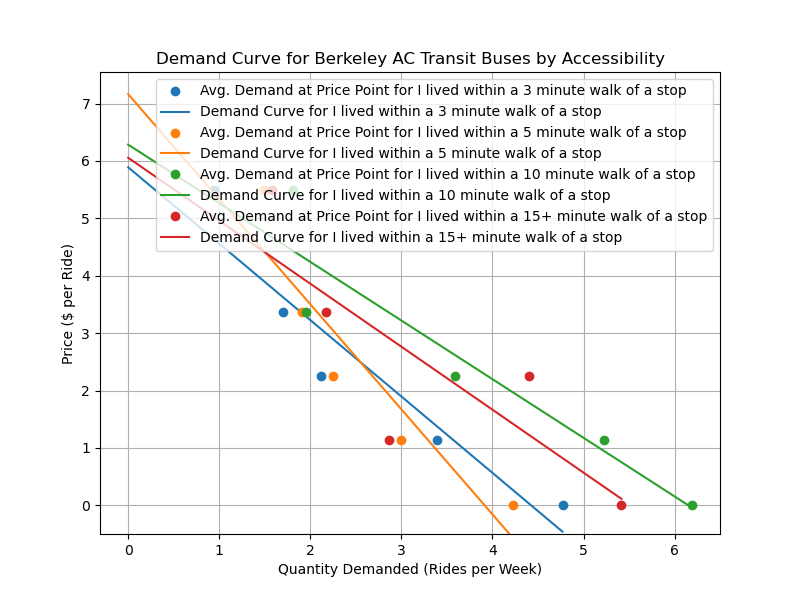 Demand Curve for Berkeley AC Transit Buses by Accessibility
Avg. Demand at Price Point for I lived within a 3 minute walk of a stop
Demand Curve for I lived within a 3 minute walk of a stop
Avg. Demand at Price Point for I lived within a 5 minute walk of a stop
Demand Curve for I lived within a 5 minute walk of a stop
Avg. Demand at Price Point for I lived within a 10 minute walk of a stop
Demand Curve for I lived within a 10 minute walk of a stop
Avg. Demand at Price Point for I lived within a 15+ minute walk of a stop
Demand Curve for I lived within a 15+ minute walk of a stop
Price ($ per Ride)
7
6
5
4
3
2
1
0
0 1 2 3 4 5 6
Quantity Demanded (Rides per Week)